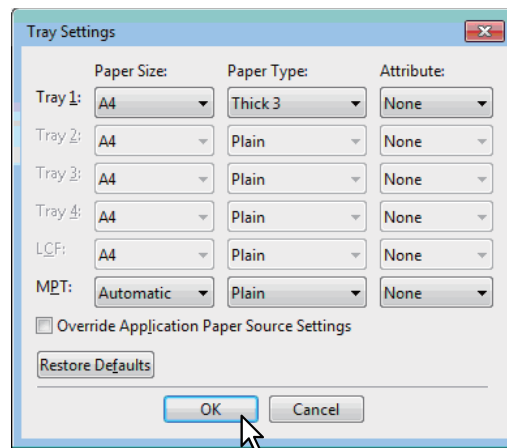 Tray Settings
Paper Size: Paper Type: Attribute:
Tray 1: A4 Thick 3 None
Tray 2: A4 Plain None
Tray 3: A4 Plain None
Tray 4: A4 Plain None
LCF: A4 Plain None
MPT: Automatic Plain None
Override Application Paper Source Settings
Restore Defaults
OK Cancel